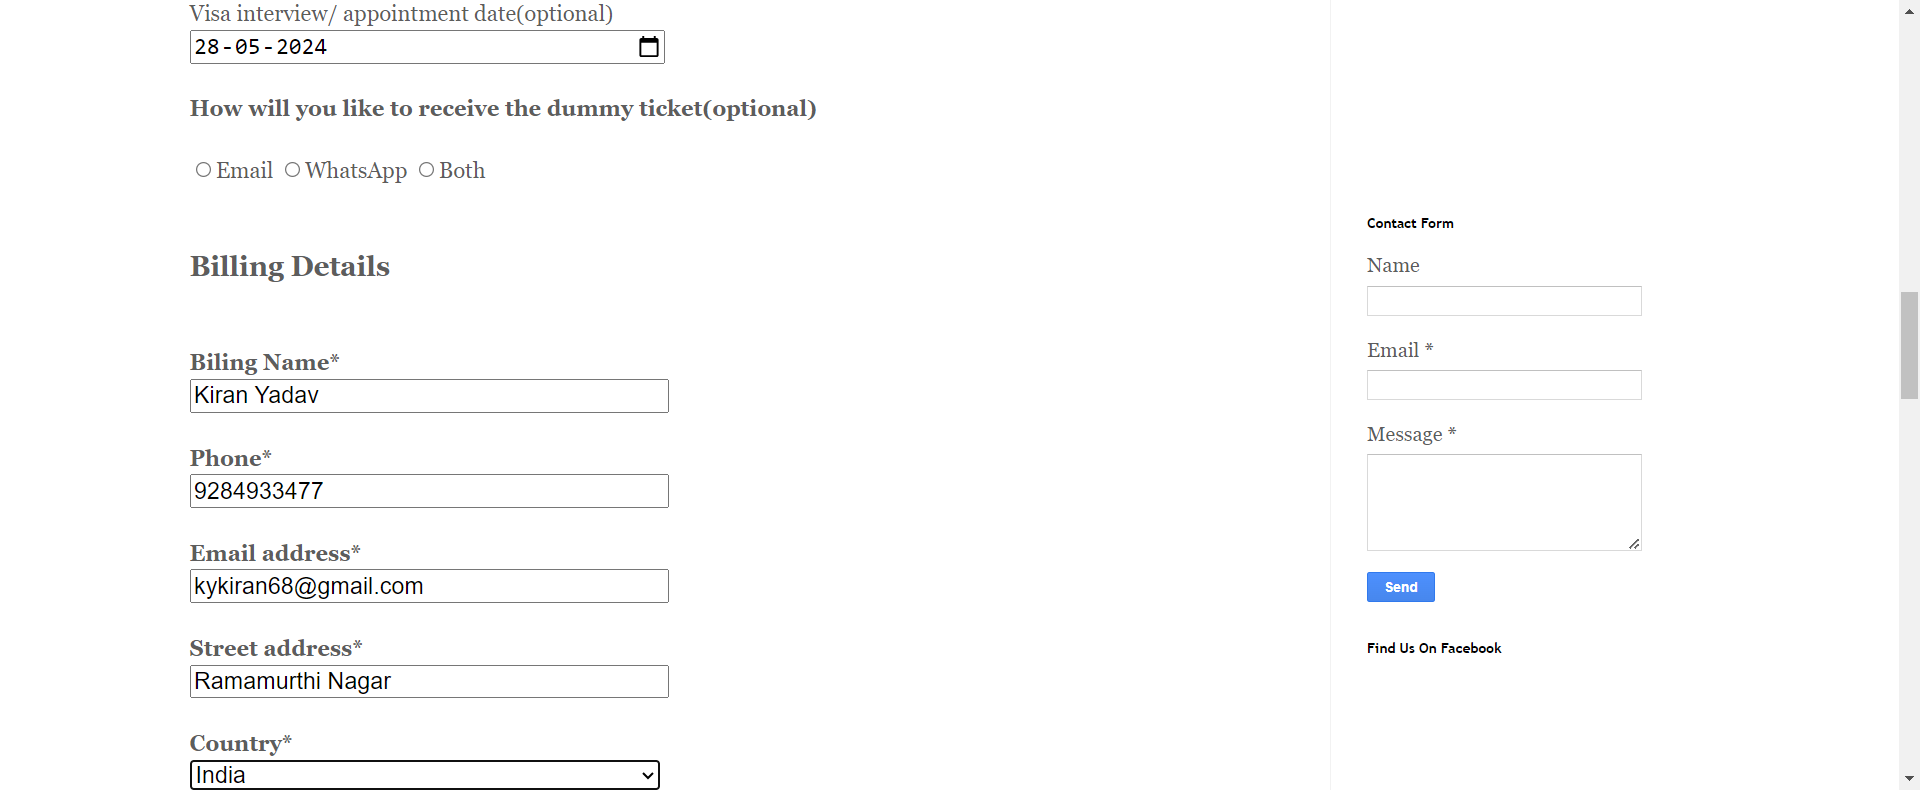 Visa interview/ appointment date(optional)
28-05-2024
How will you like to receive the dummy ticket(optional)
Email WhatsApp Both
Billing Details
Biling Name*
Kiran Yadav
Phone*
9284933477
Email address*
kykiran68@gmail.com
Street address*
Ramamurthi Nagar
Country*
India
Contact Form
Name
Email *
Message *
Send
Find Us On Facebook